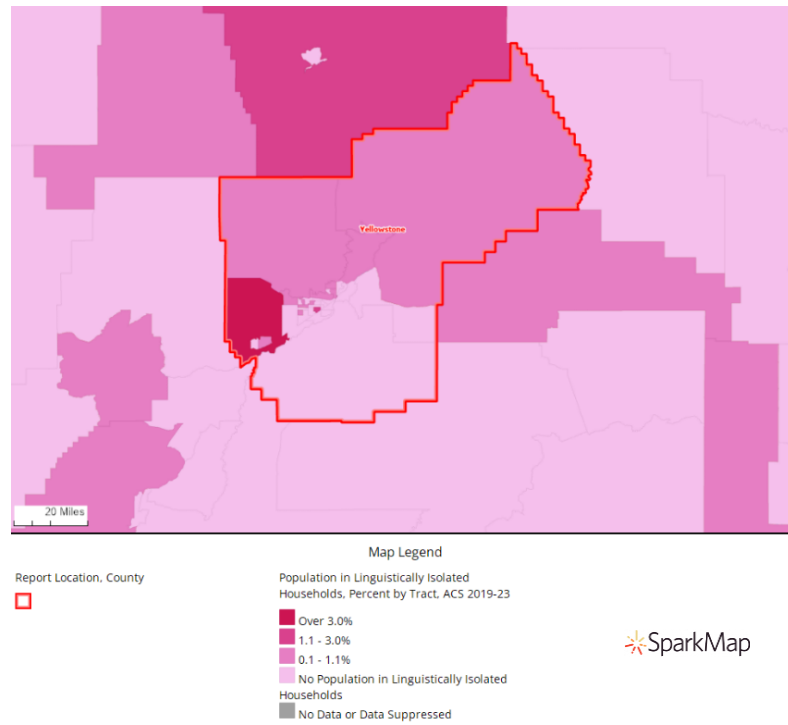 Yellowstone
20 Miles
Map Legend
Report Location, County
Population in Linguistically Isolated
Households, Percent by Tract, ACS 2019-23
Over 3.0%
1.1 - 3.0%
0.1 - 1.1%
No Population in Linguistically Isolated
Households
No Data or Data Suppressed
SparkMap